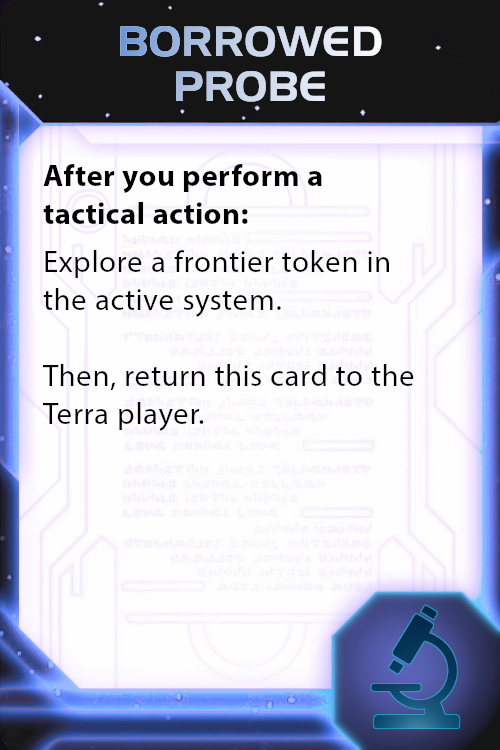 BORROWED
PROBE
After you perform a
tactical action:
Explore a frontier token in
the active system.
Then, return this card to the
Terra player.